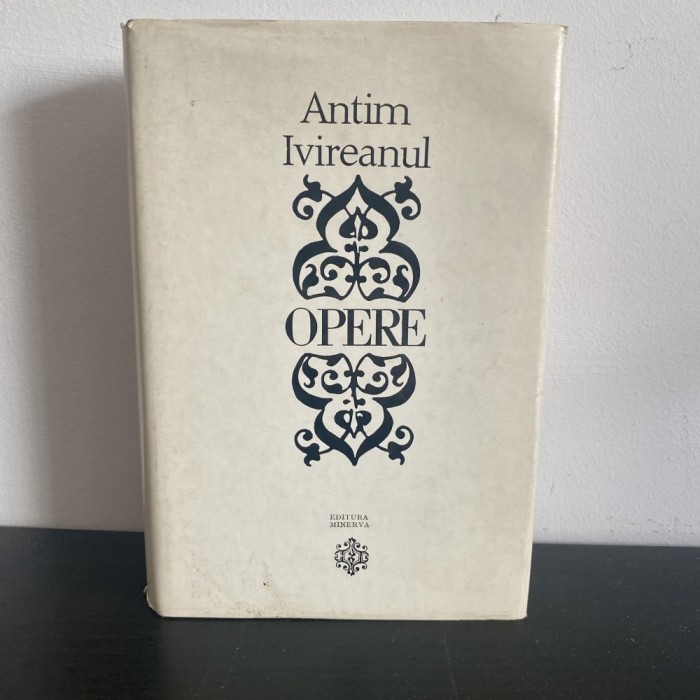 Antim
Ivireanul
OPERE
EDITURA
MINERVA